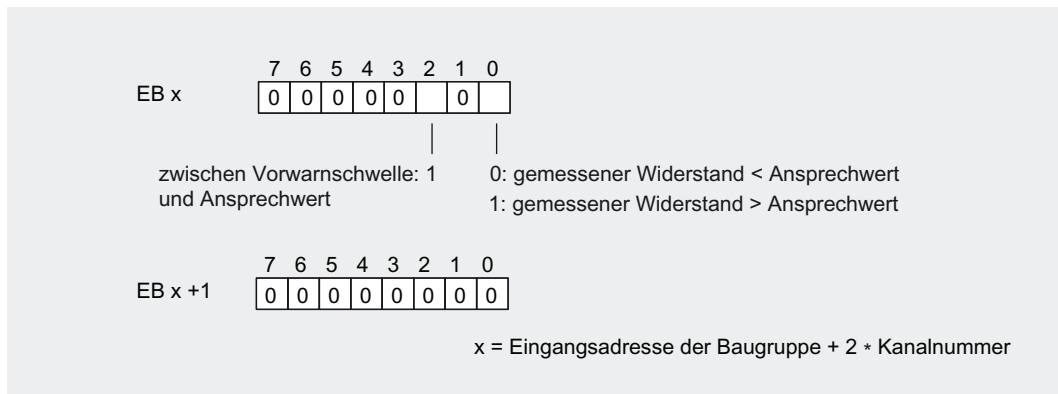 7 6 5 4 3 2 1 0
EB x 0 0 0 0 0 0
zwischen Vorwarnschwelle: 1 0: gemessener Widerstand < Ansprechwert
und Ansprechwert 1: gemessener Widerstand > Ansprechwert
7 6 5 4 3 2 1 0
EB x +1 0 0 0 0 0 0 0 0
x = Eingangsadresse der Baugruppe + 2 * Kanalnummer